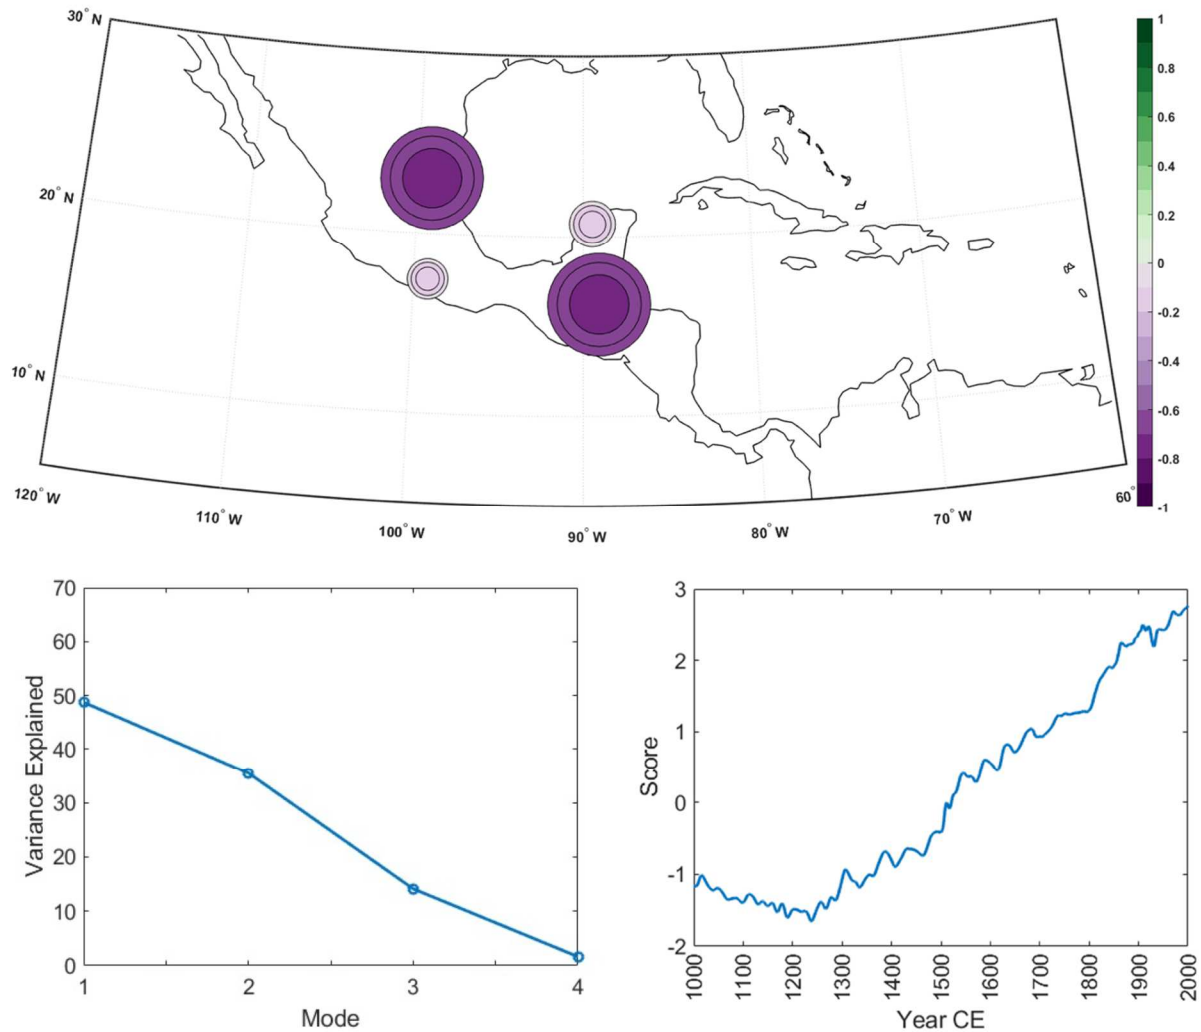 30° N
20° N
10° N
120° W
110° W
100° W
90° W
80° W
70° W
60°
1
0.8
0.6
0.4
0.2
0
-0.2
-0.4
-0.6
-0.8
-1
Variance Explained
70
60
50
40
30
20
10
0
1 2 3 4
Mode
Score
3
2
1
0
-1
-2
1000 1100 1200 1300 1400 1500 1600 1700 1800 1900 2000
Year CE